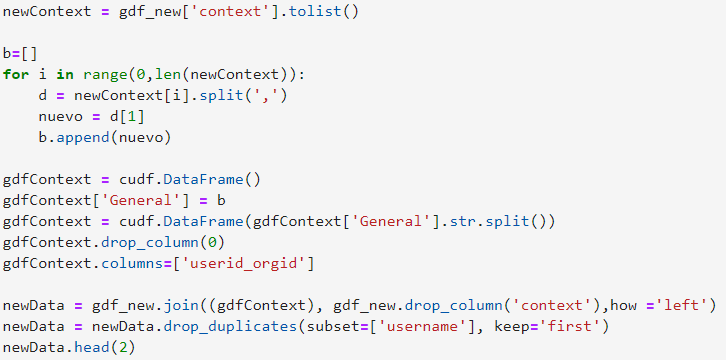 newContext = gdf_new['context'].tolist()
b=[]
for i in range(0,len(newContext)):
    d = newContext[i].split(',')
    nuevo = d[1]
    b.append(nuevo)
gdfContext = cudf.DataFrame()
gdfContext['General'] = b
gdfContext = cudf.DataFrame(gdfContext['General'].str.split())
gdfContext.drop_column(0)
gdfContext.columns=['userid_orgid']
newData = gdf_new.join((gdfContext), gdf_new.drop_column('context'),how ='left')
newData = newData.drop_duplicates(subset=['username'], keep='first')
newData.head(2)